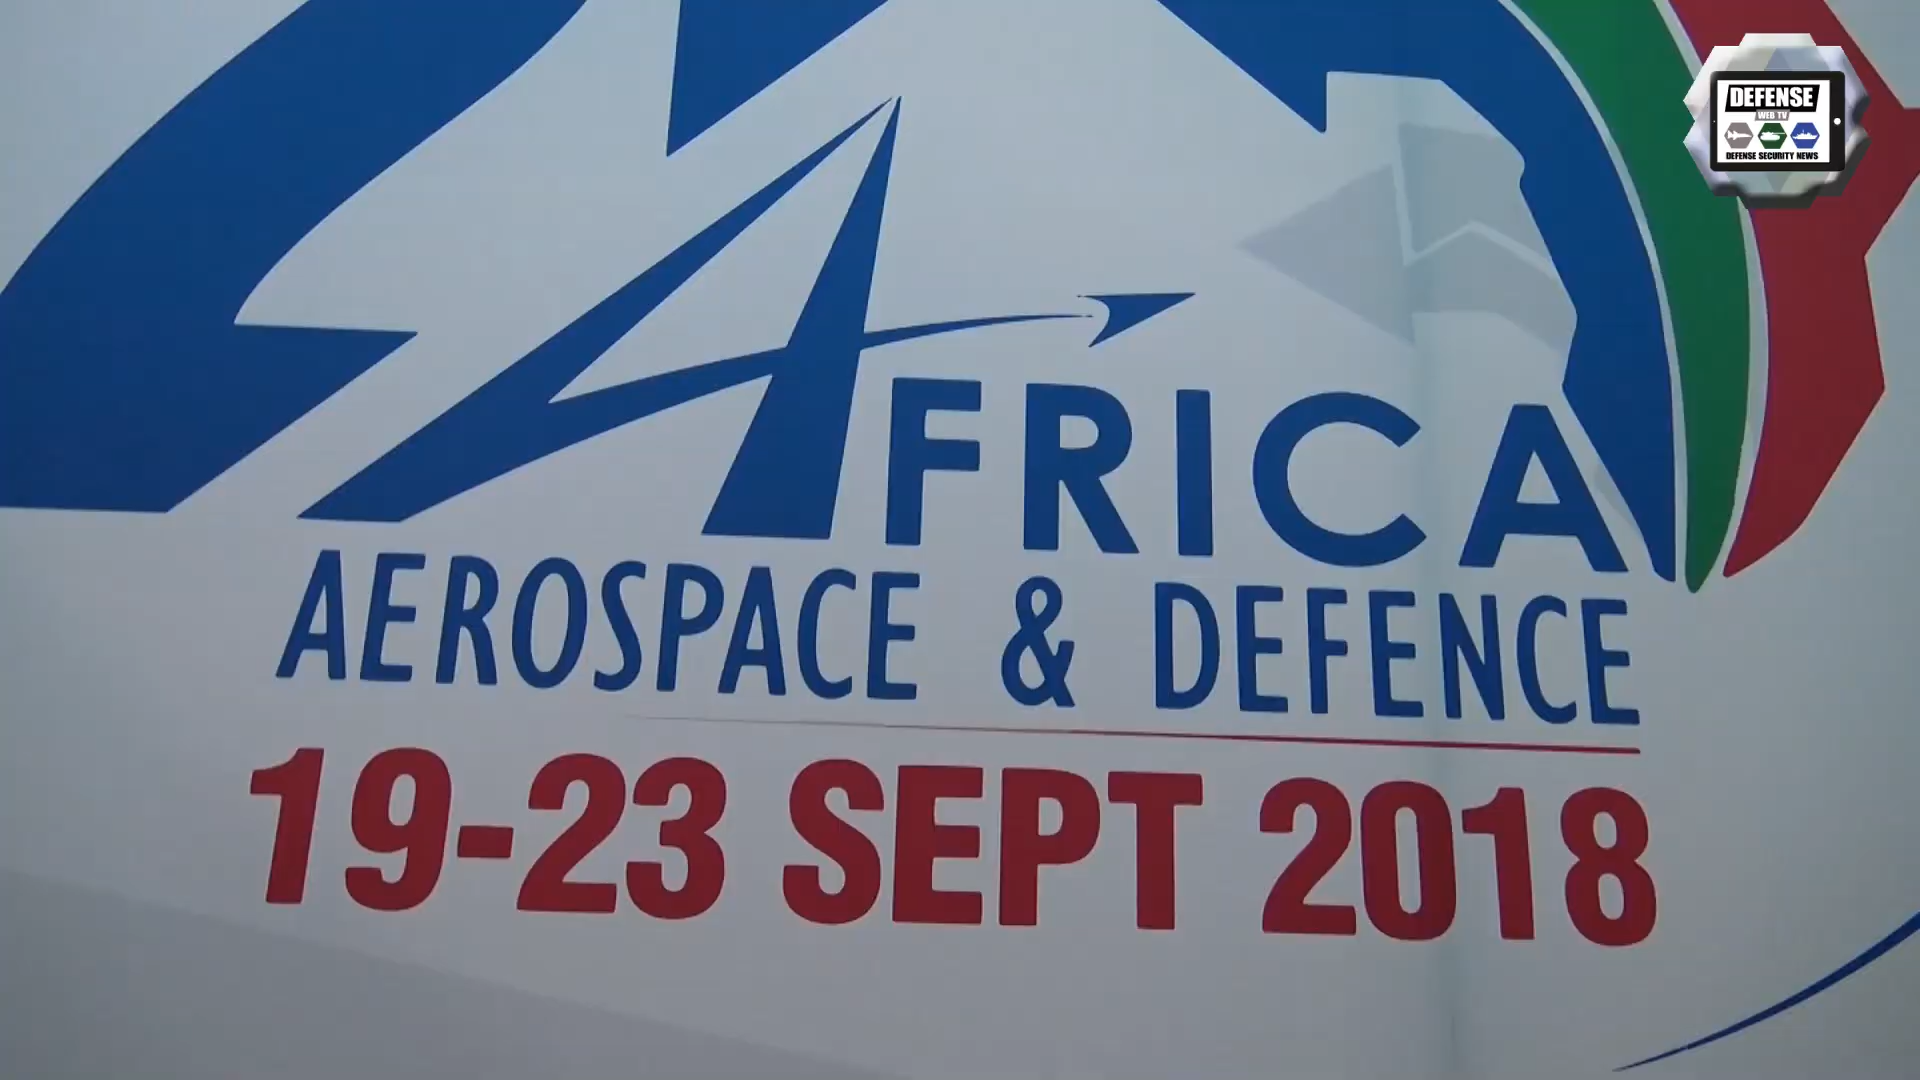 DEFENSE
WEB TV
DEFENSE SECURITY NEWS
AFRICA
AEROSPACE & DEFENCE
19-23 SEPT 2018